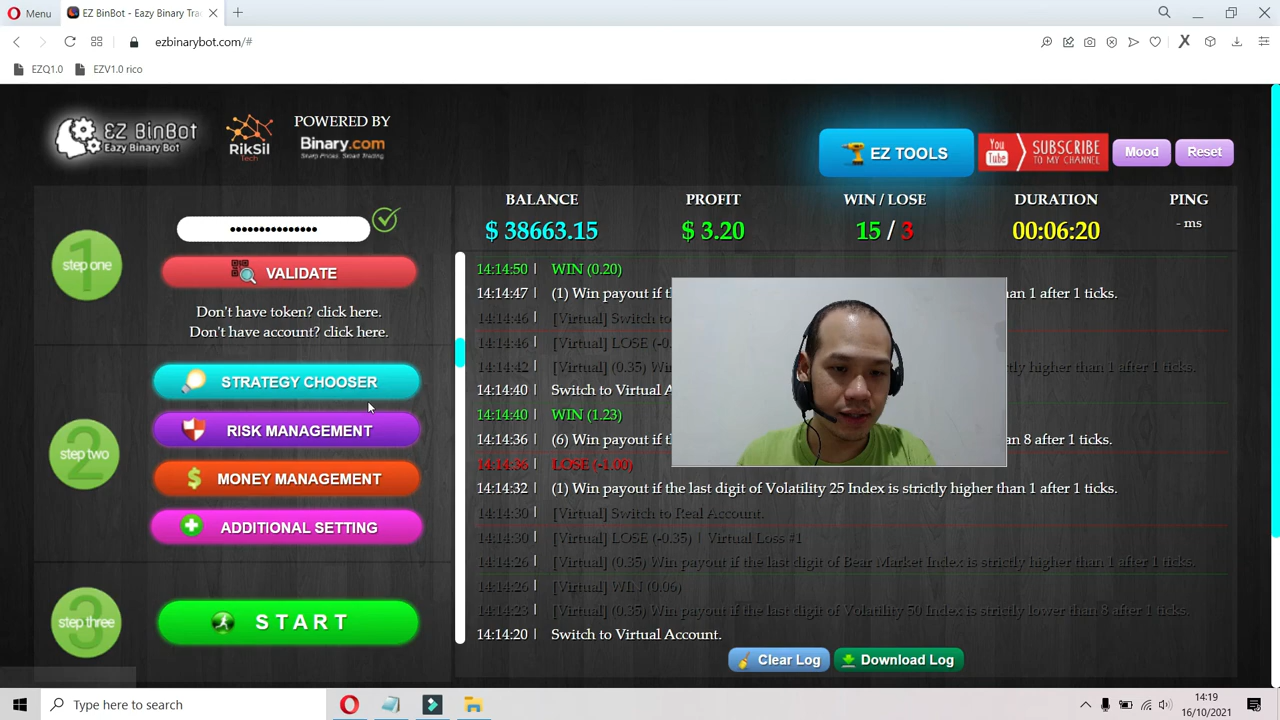 Menu
EZ BinBot - Eazy Binary Tra
ezbinarybot.com/#
EZQ1.0
EZV1.0 rico
EZ BinBot
Eazy Binary Bot
RikSil
Tech
POWERED BY
Binary.com
Sharp Prices. Smart Trading.
EZ TOOLS
You
Tube
SUBSCRIBE
TO MY CHANNEL
Mood
Reset
step one
VALIDATE
Don't have token? click here.
Don't have account? click here.
step two
STRATEGY CHOOSER
RISK MANAGEMENT
MONEY MANAGEMENT
ADDITIONAL SETTING
step three
START
BALANCE
PROFIT
WIN / LOSE
DURATION
PING
$ 38663.15
$ 3.20
15 / 3
00:06:20
- ms
14:14:50 | WIN (0.20)
14:14:47 | (1) Win payout if th an 1 after 1 ticks.
14:14:46 | [Virtual] Switch to
14:14:46 | [Virtual] LOSE (-0.
14:14:42 | [Virtual] (0.35) Win tly higher than 1 after 1 ticks.
14:14:40 | Switch to Virtual A
14:14:40 | WIN (1.23)
14:14:36 | (6) Win payout if th an 8 after 1 ticks.
14:14:36 | LOSE (-1.00)
14:14:32 | (1) Win payout if the last digit of Volatility 25 Index is strictly higher than 1 after 1 ticks.
14:14:30 | [Virtual] Switch to Real Account.
14:14:30 | [Virtual] LOSE (-0.35) | Virtual Loss #1
14:14:26 | [Virtual] (0.35) Win payout if the last digit of Bear Market Index is strictly higher than 1 after 1 ticks.
14:14:26 | [Virtual] WIN (0.06)
14:14:23 | [Virtual] (0.35) Win payout if the last digit of Volatility 50 Index is strictly lower than 8 after 1 ticks.
14:14:20 | Switch to Virtual Account.
Clear Log
Download Log
Type here to search
14:19
16/10/2021